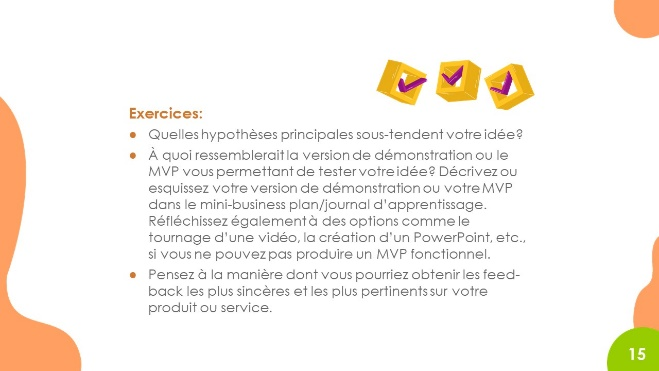 Exercices:
● Quelles hypothèses principales sous-tendent votre idée?
● À quoi ressemblerait la version de démonstration ou le
MVP vous permettant de tester votre idée? Décrivez ou
esquissez votre version de démonstration ou votre MVP
dans le mini-business plan/journal d'apprentissage.
Réfléchissez également à des options comme le
tournage d'une vidéo, la création d'un PowerPoint, etc.,
si vous ne pouvez pas produire un MVP fonctionnel.
● Pensez à la manière dont vous pourriez obtenir les feed-
back les plus sincères et les plus pertinents sur votre
produit ou service.
15